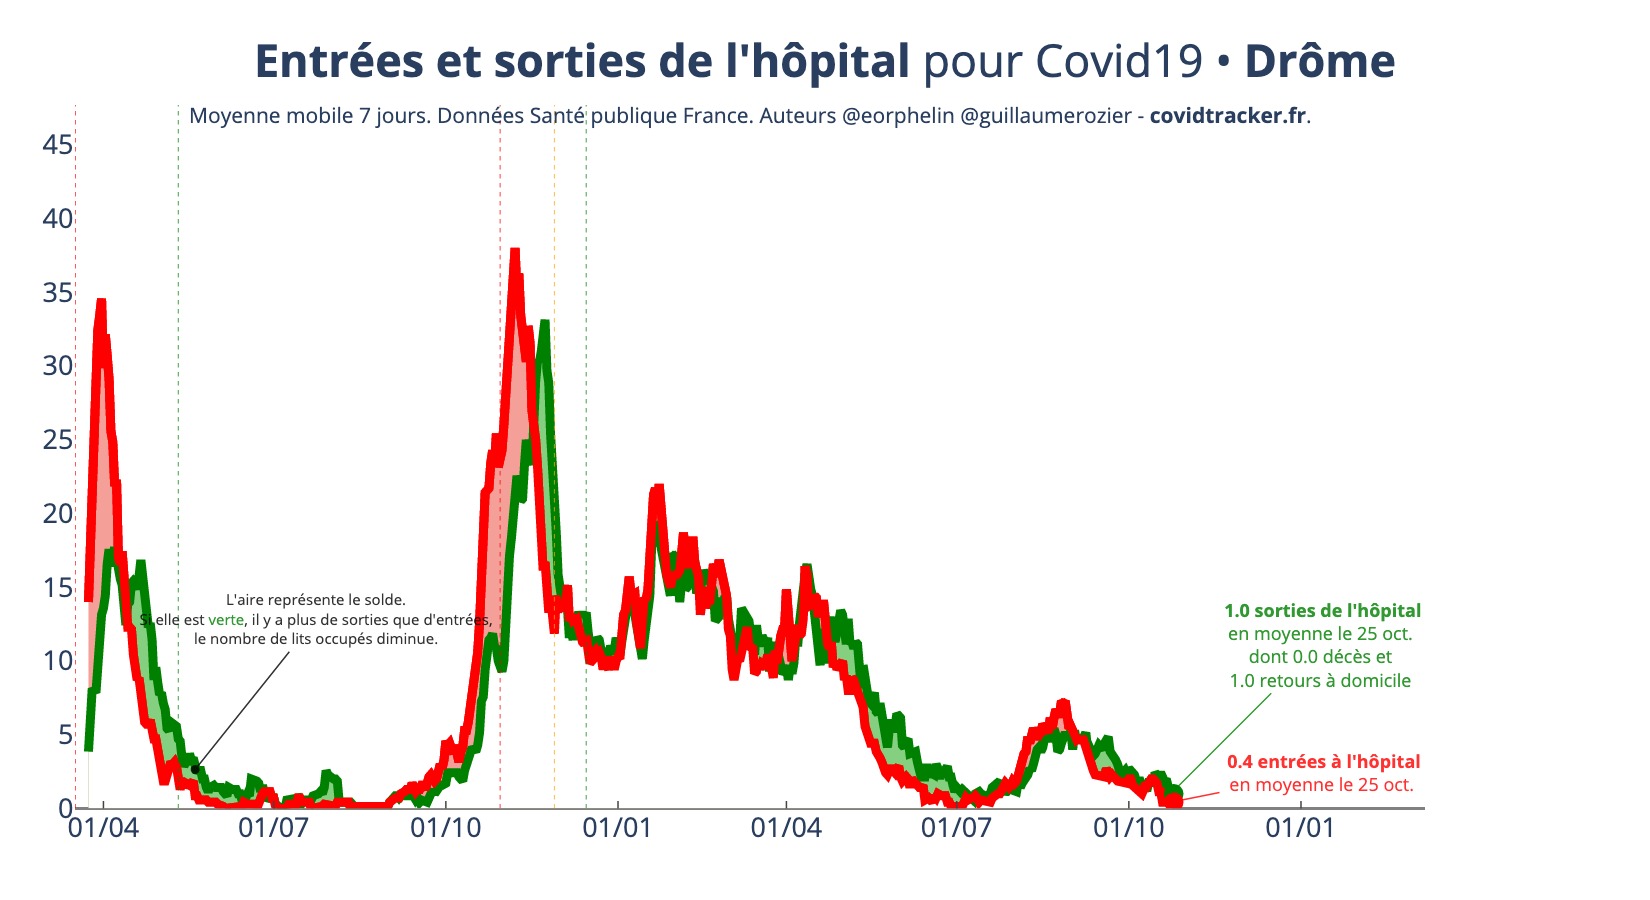 Entrées et sorties de l'hôpital pour Covid19 • Drôme
Moyenne mobile 7 jours. Données Santé publique France. Auteurs @eorphelin @guillaumerozier - covidtracker.fr.
45
40
35
30
25
20
15
10
5
0
L'aire représente le solde.
Si elle est verte, il y a plus de sorties que d'entrées,
le nombre de lits occupés diminue.
1.0 sorties de l'hôpital
en moyenne le 25 oct.
dont 0.0 décès et
1.0 retours à domicile
0.4 entrées à l'hôpital
en moyenne le 25 oct.
01/04 01/07 01/10 01/01 01/04 01/07 01/10 01/01